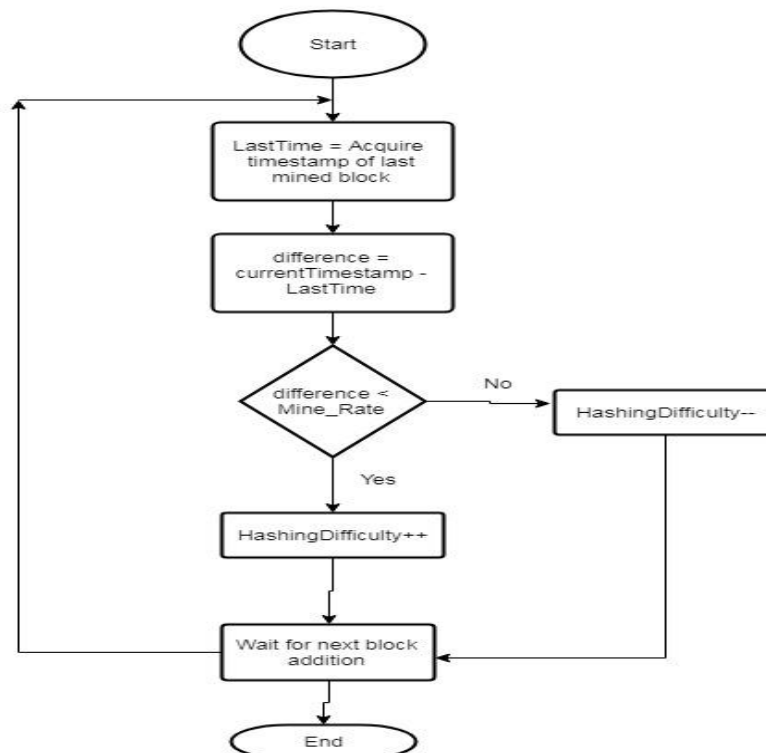 Start
LastTime = Acquire
timestamp of last
mined block
difference =
currentTimestamp -
LastTime
difference <
Mine_Rate
No
HashingDifficulty--
Yes
HashingDifficulty++
Wait for next block
addition
End